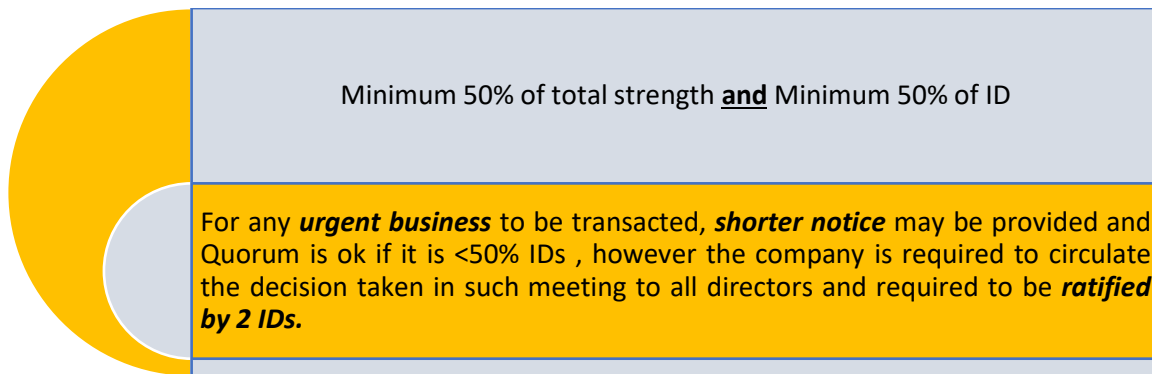 Minimum 50% of total strength and Minimum 50% of ID
For any urgent business to be transacted, shorter notice may be provided and
Quorum is ok if it is <50% IDs , however the company is required to circulate
the decision taken in such meeting to all directors and required to be ratified
by 2 IDs.